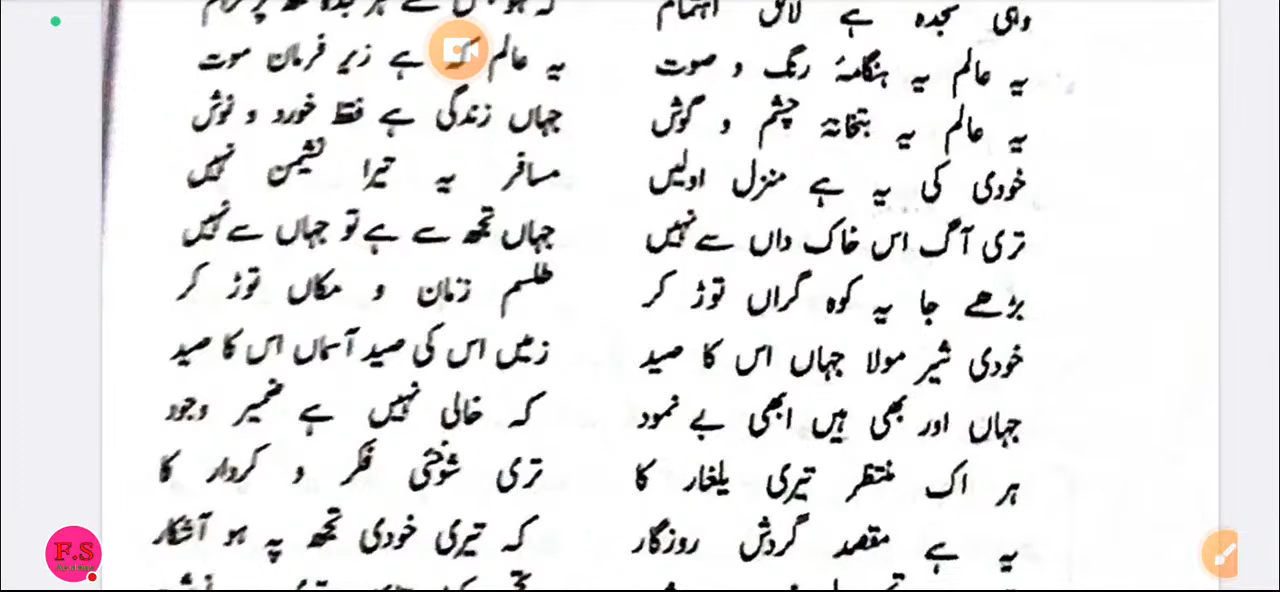 وہی سجدہ ہے لائق اہتمام
یہ عالم یہ ہنگامۂ رنگ و صوت یہ عالم کہ ہے زیر فرمان موت
یہ عالم یہ بتخانۂ چشم و گوش جہاں زندگی ہے فقط خورد و نوش
خودی کی یہ ہے منزل اولیں مسافر یہ تیرا نشیمن نہیں
تری آگ اس خاک داں سے نہیں جہاں تجھ سے ہے تو جہاں سے نہیں
بڑھے جا یہ کوہ گراں توڑ کر طلسم زمان و مکاں توڑ کر
خودی شیر مولا جہاں اس کا صید زمیں اس کی صید آسماں اس کا صید
جہاں اور بھی ہیں ابھی بے نمود کہ خالی نہیں ہے ضمیر وجود
ہر اک منتظر تیری یلغار کا تری شوخئی فکر و کردار کا
یہ ہے مقصد گردش روزگار کہ تیری خودی تجھ پہ ہو آشکار
F.S